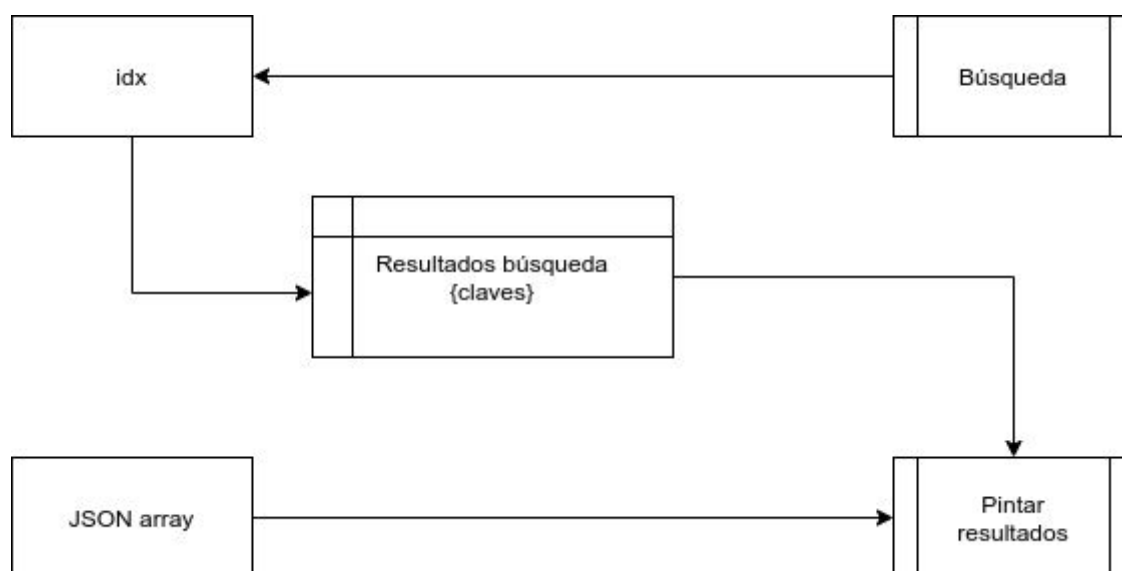 idx
Búsqueda
Resultados búsqueda
{claves}
JSON array
Pintar
resultados